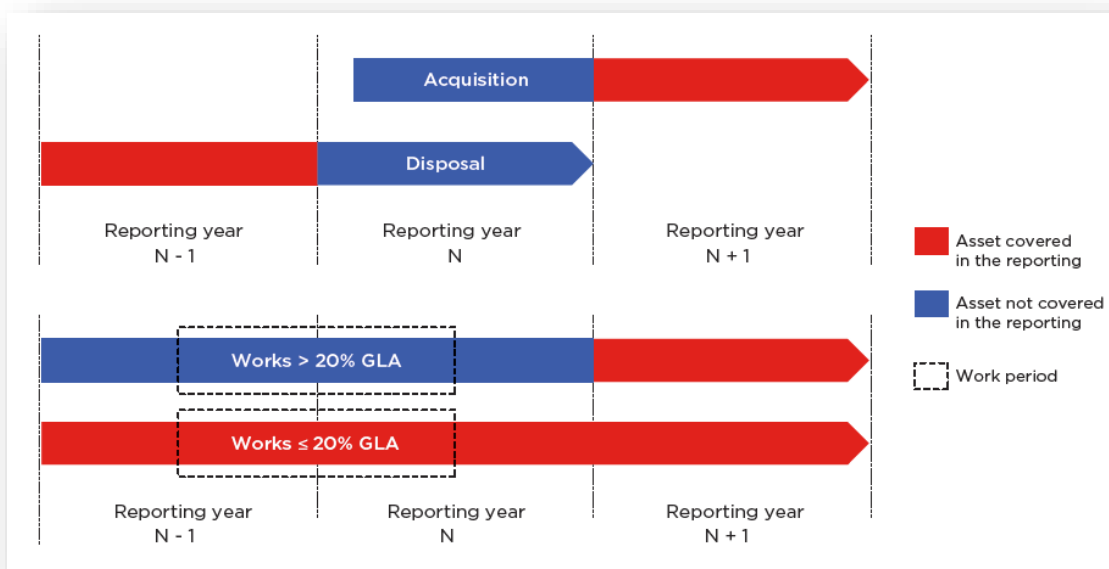 Acquisition
Disposal
Reporting year
N - 1
Reporting year
N
Reporting year
N + 1
Asset covered
in the reporting
Asset not covered
in the reporting
Work period
Works > 20% GLA
Works ≤ 20% GLA
Reporting year
N - 1
Reporting year
N
Reporting year
N + 1